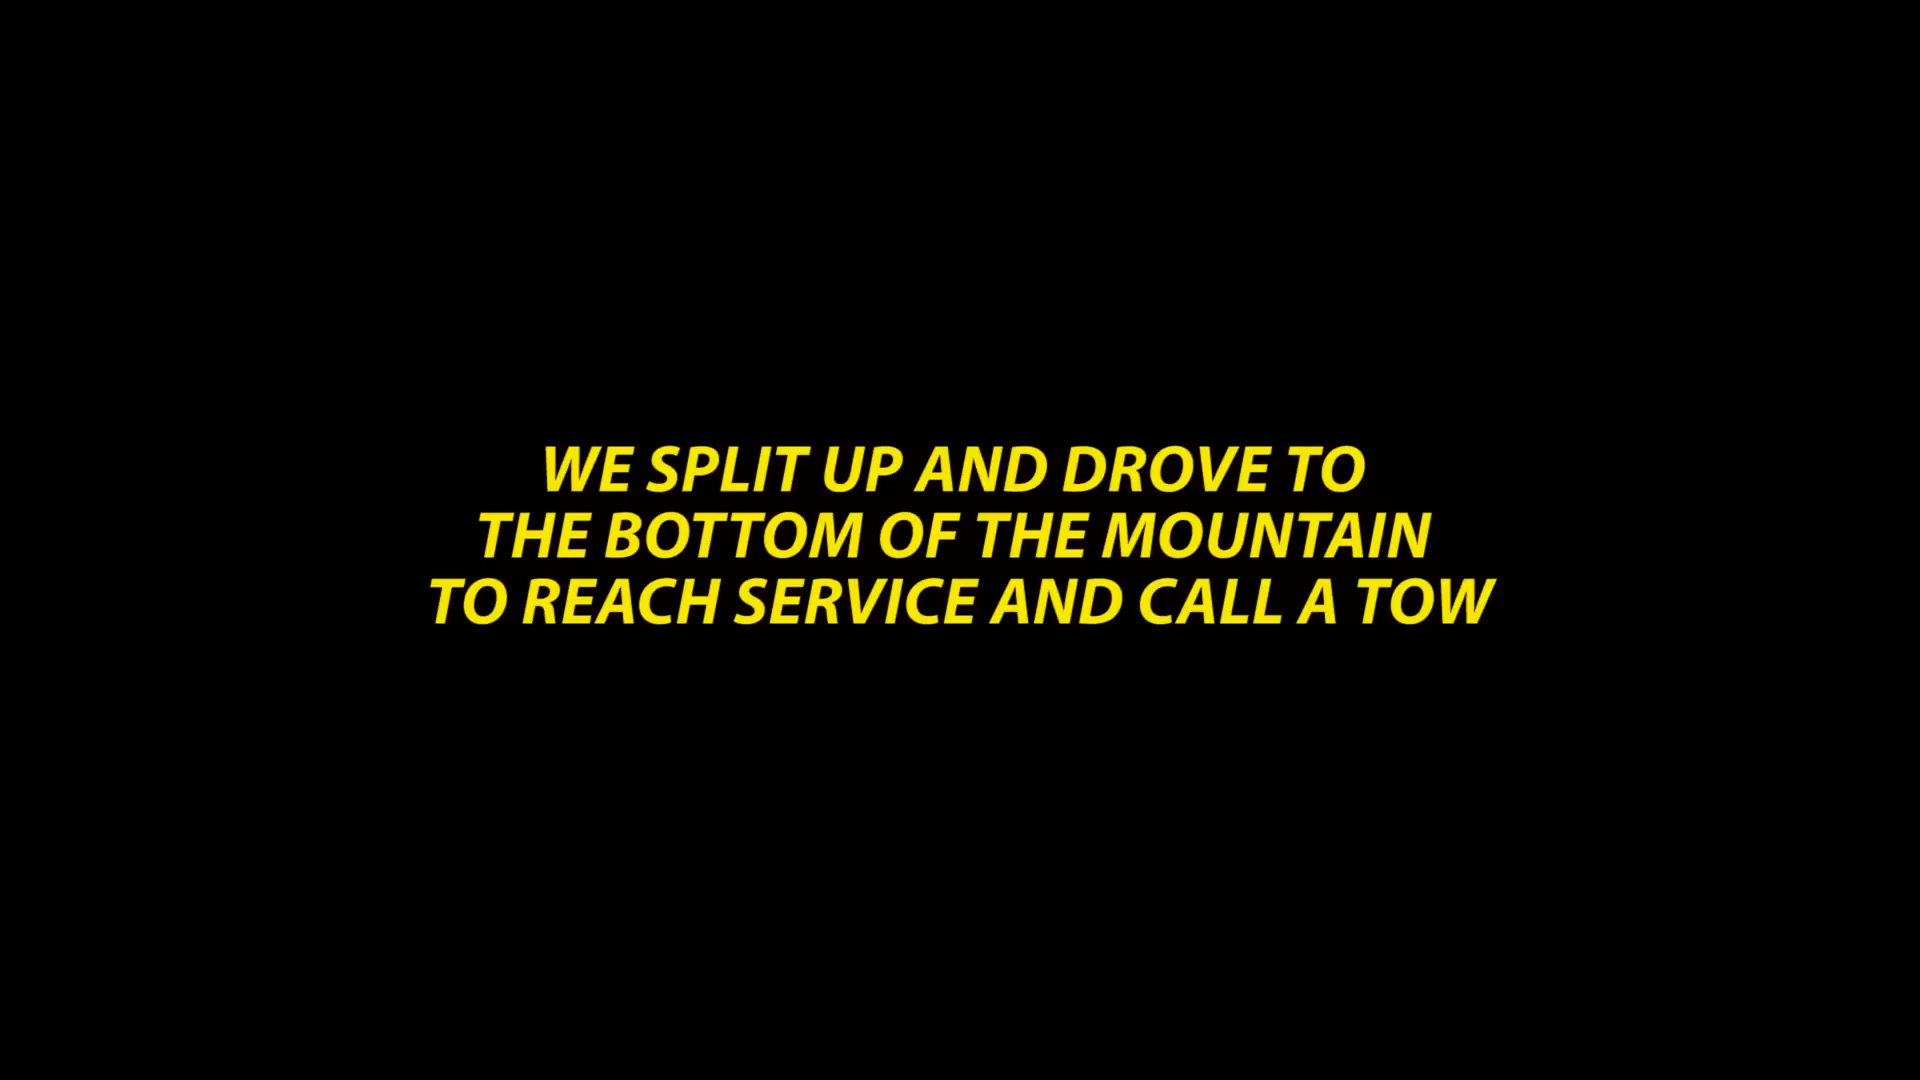 WE SPLIT UP AND DROVE TO
THE BOTTOM OF THE MOUNTAIN
TO REACH SERVICE AND CALL A TOW